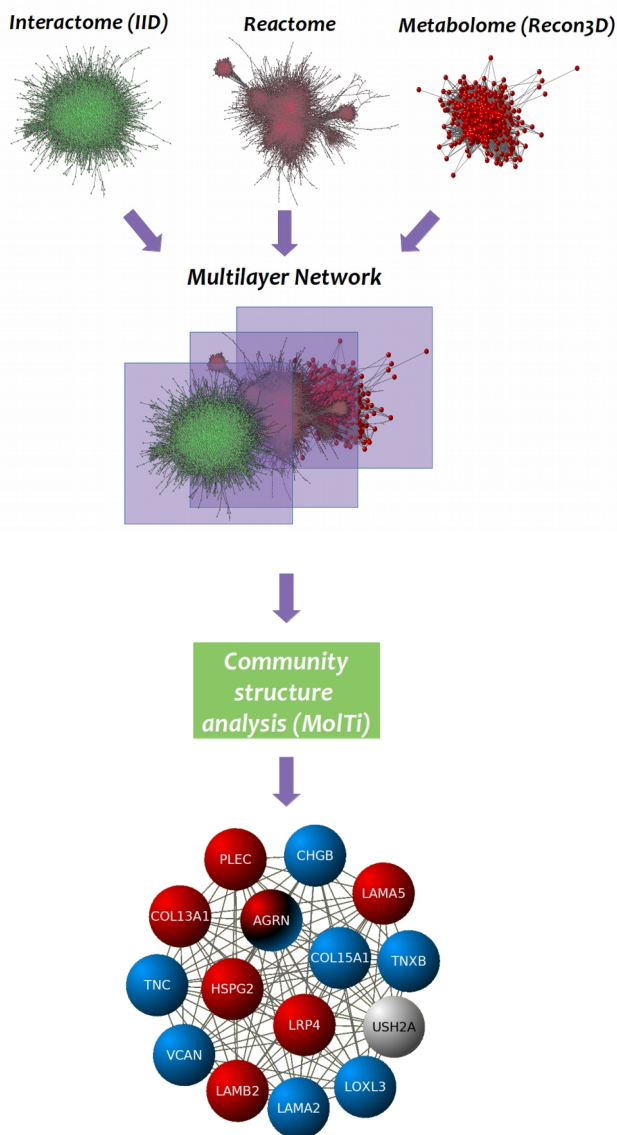 Interactome (IID)
Reactome
Metabolome (Recon3D)
Multilayer Network
Community
structure
analysis (MolTi)
PLEC
CHGB
LAMA5
COL13A1
AGRN
COL15A1
TNXB
TNC
HSPG2
LRP4
USH2A
VCAN
LAMB2
LAMA2
LOXL3